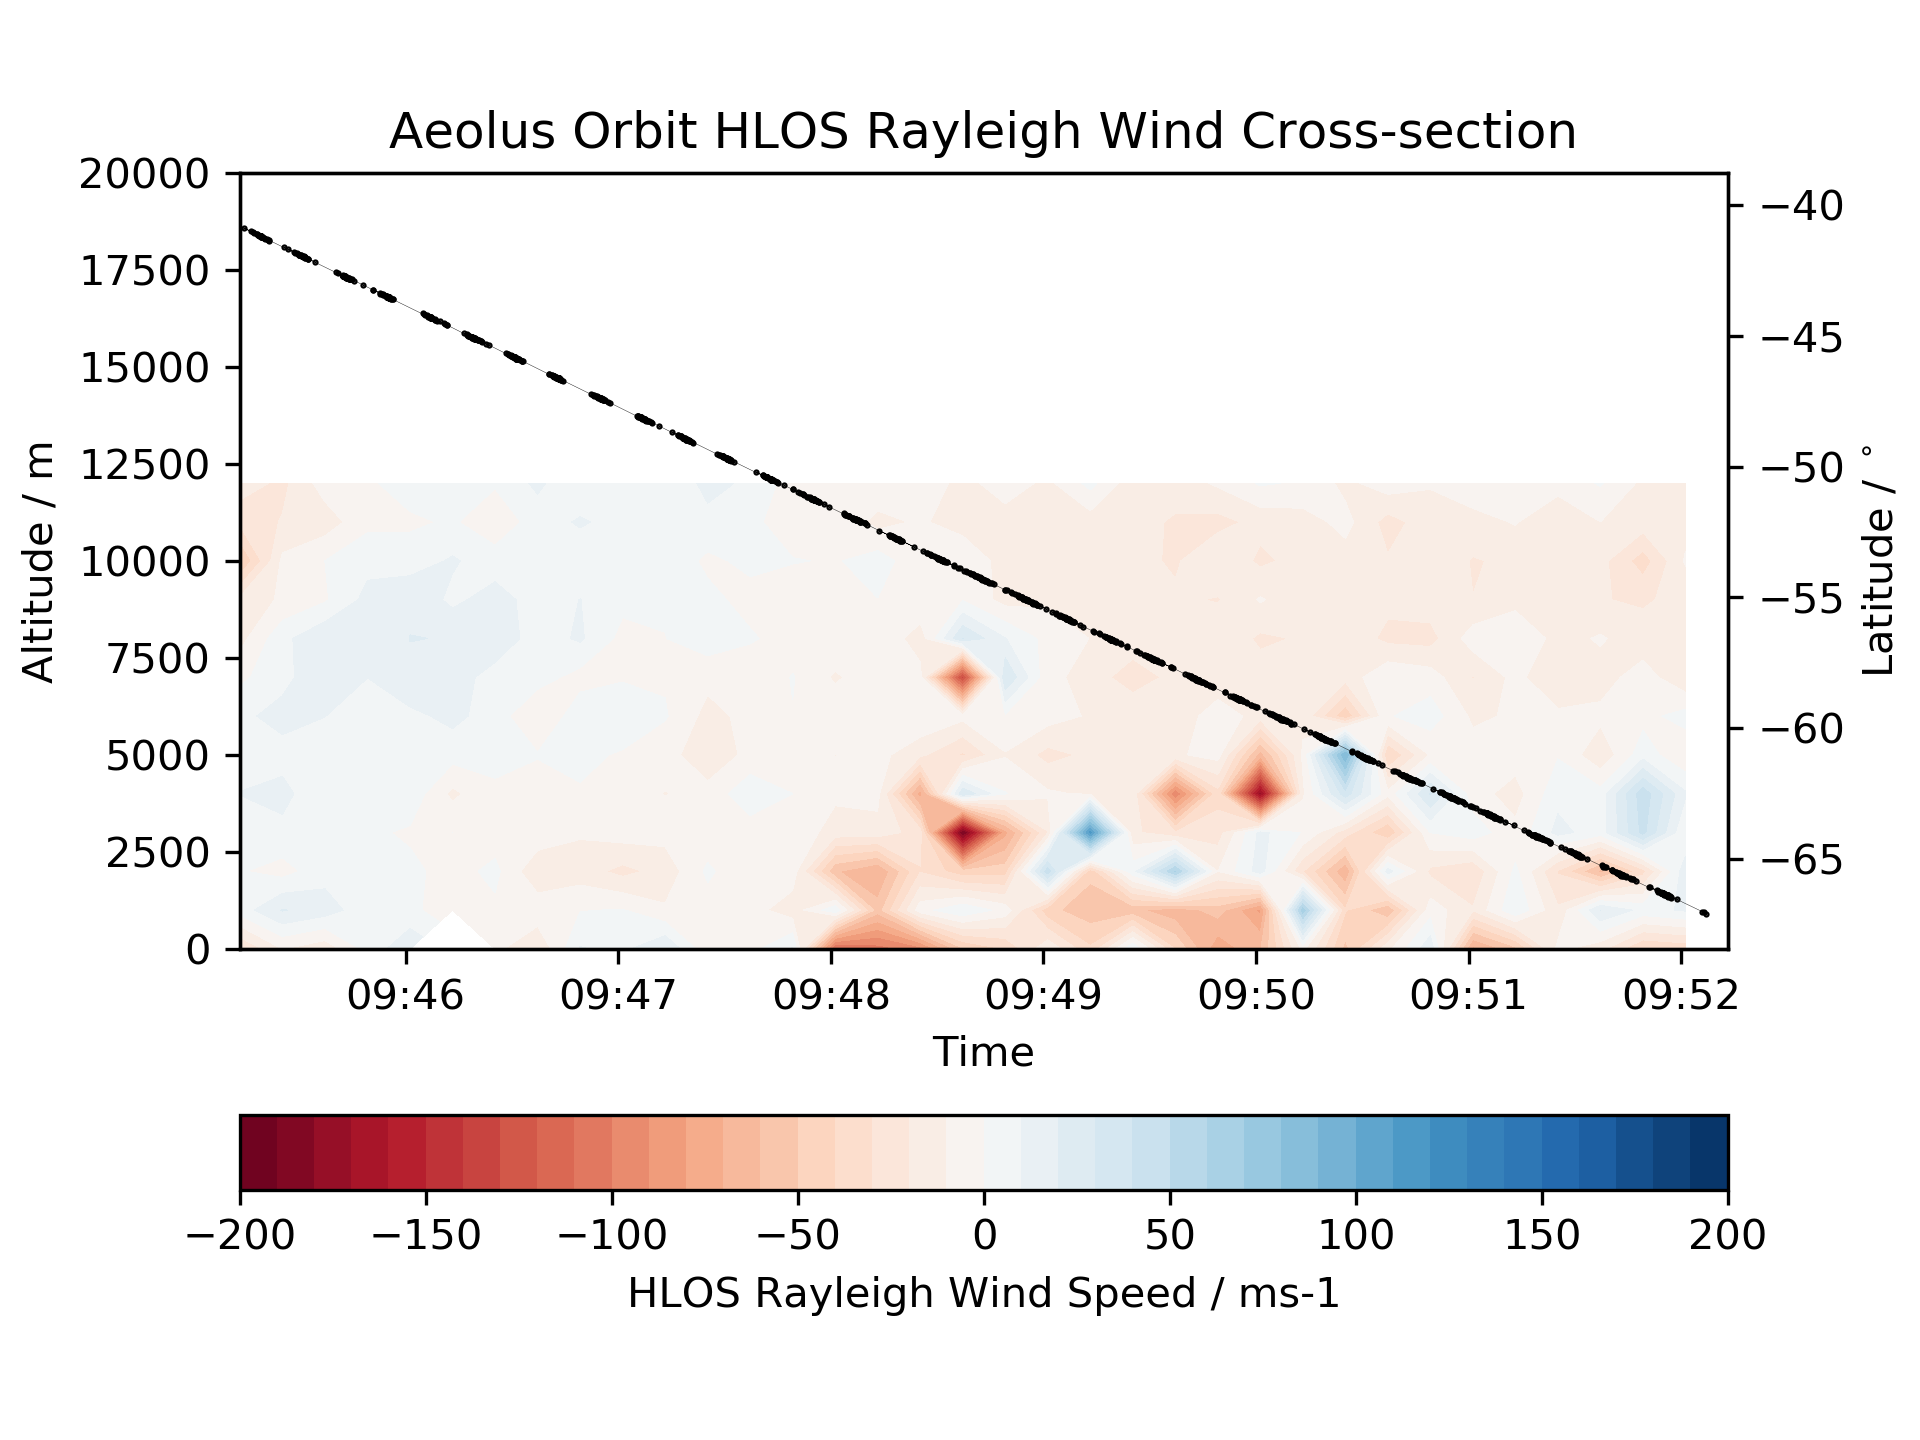 Aeolus Orbit HLOS Rayleigh Wind Cross-section
20000
17500
15000
12500
10000
7500
5000
2500
0
Altitude / m
−40
−45
−50
−55
−60
−65
Latitude / °
09:46 09:47 09:48 09:49 09:50 09:51 09:52
Time
−200 −150 −100 −50 0 50 100 150 200
HLOS Rayleigh Wind Speed / ms-1